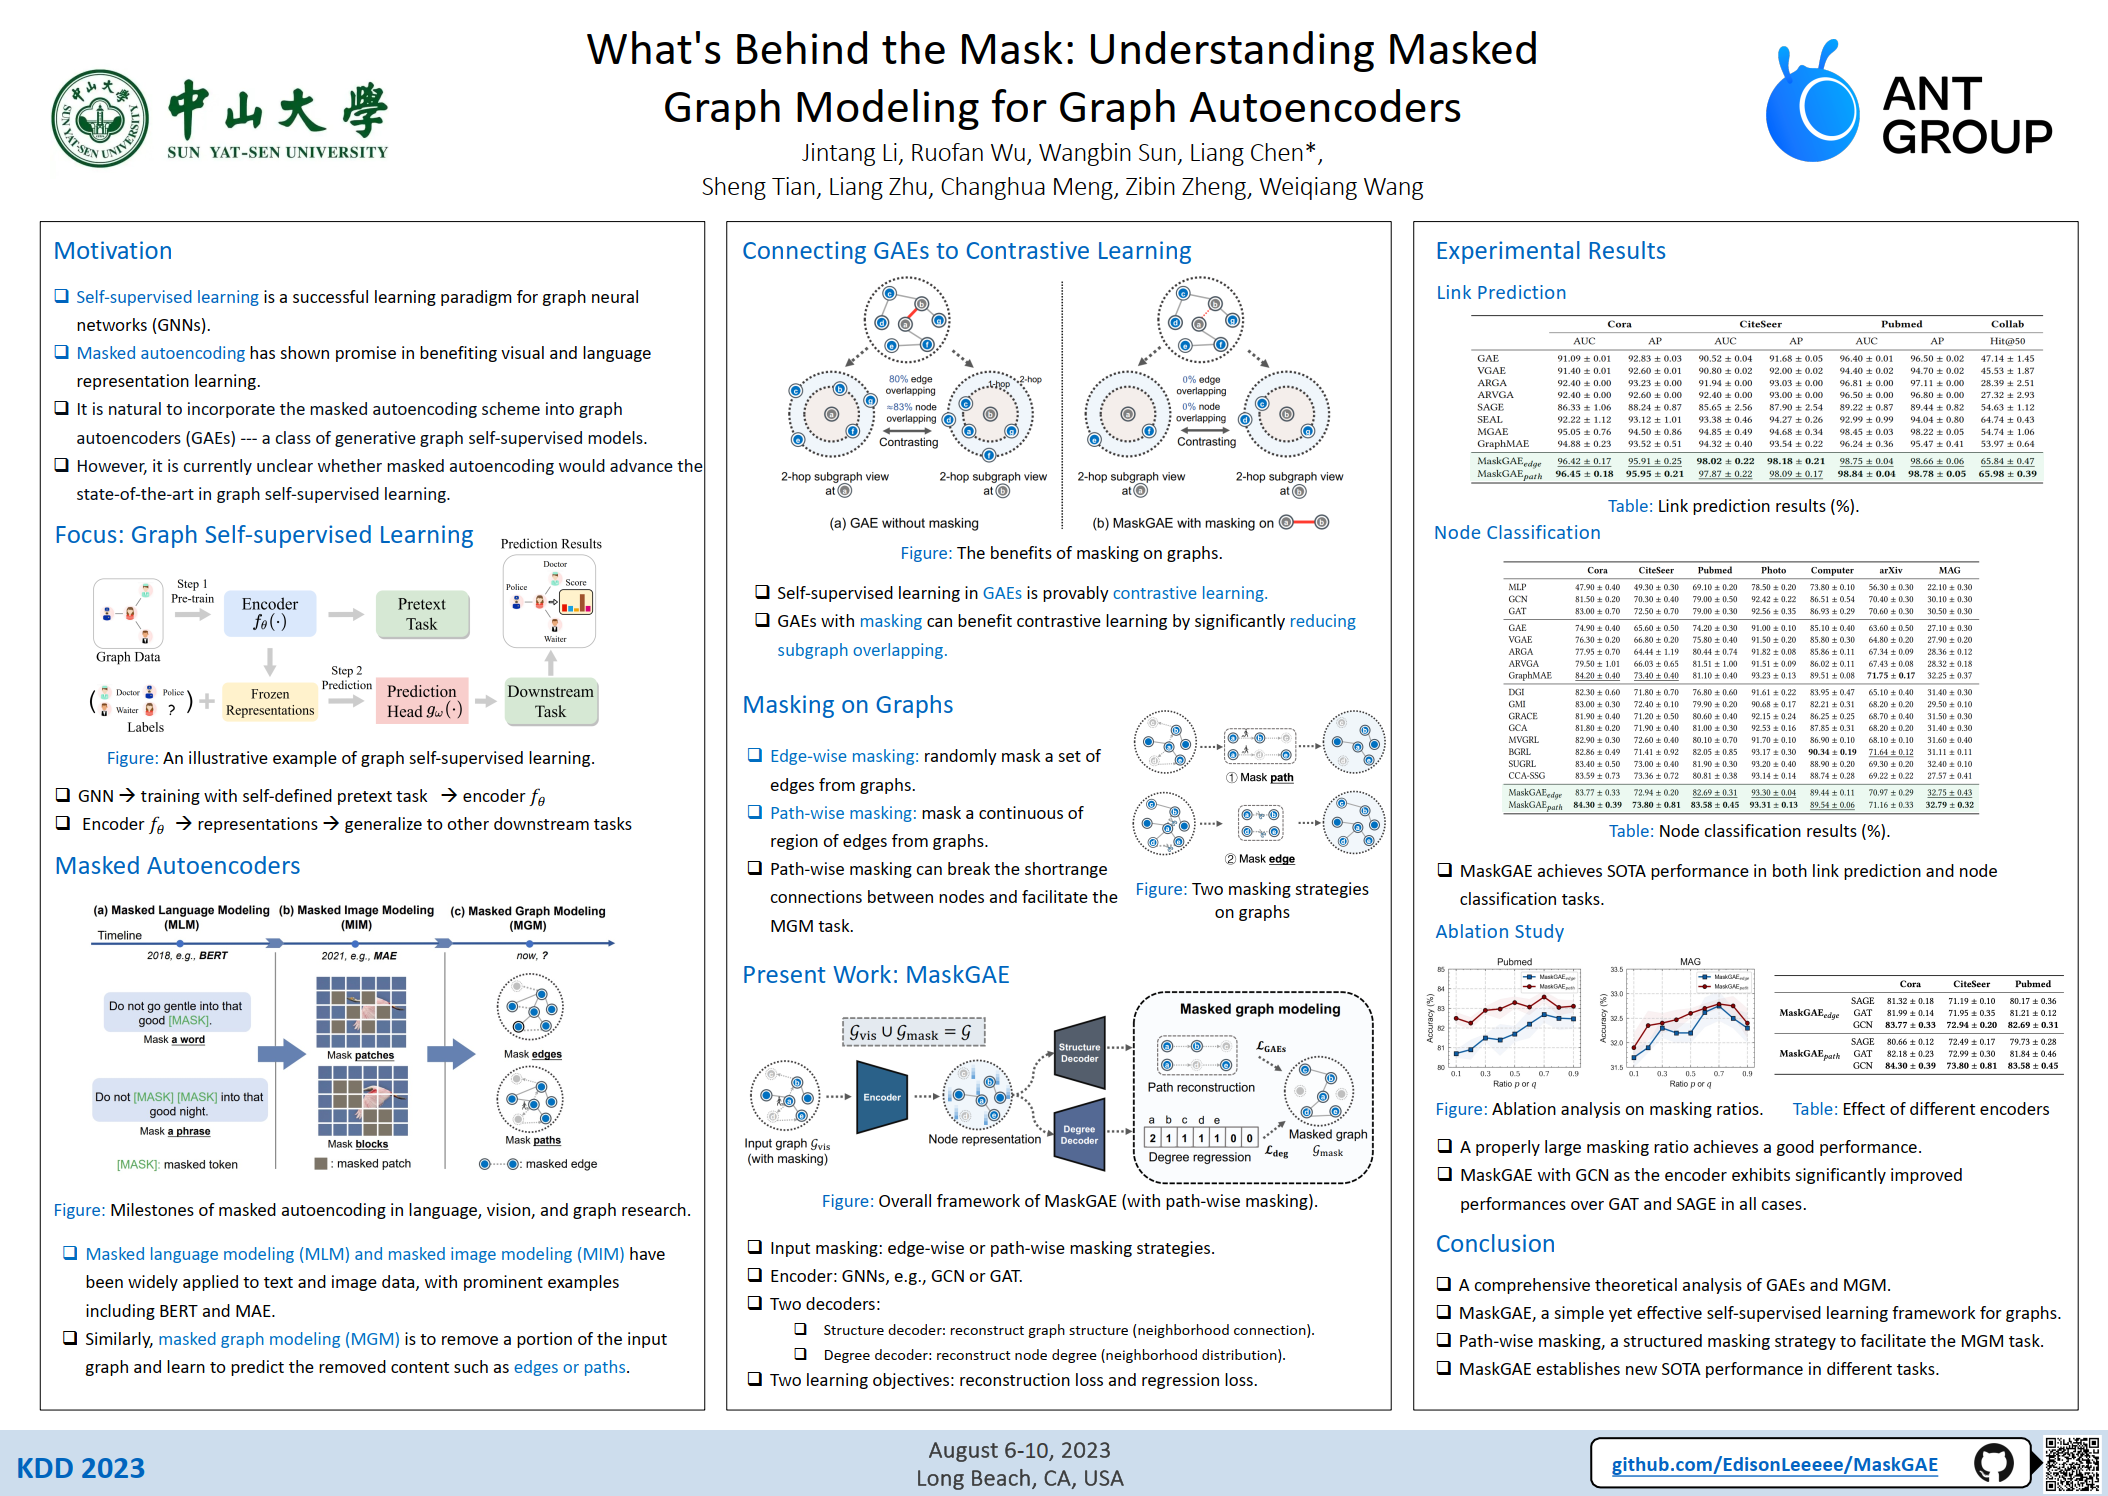 What's Behind the Mask: Understanding Masked
Graph Modeling for Graph Autoencoders
Jintang Li, Ruofan Wu, Wangbin Sun, Liang Chen*,
Sheng Tian, Liang Zhu, Changhua Meng, Zibin Zheng, Weiqiang Wang
中山大學
SUN YAT-SEN UNIVERSITY
ANT
GROUP
Motivation
Self-supervised learning is a successful learning paradigm for graph neural
networks (GNNs).
Masked autoencoding has shown promise in benefiting visual and language
representation learning.
It is natural to incorporate the masked autoencoding scheme into graph
autoencoders (GAEs) --- a class of generative graph self-supervised models.
However, it is currently unclear whether masked autoencoding would advance the
state-of-the-art in graph self-supervised learning.
Focus: Graph Self-supervised Learning
Step 1
Pre-train
Graph Data
Encoder
fθ(·)
Pretext
Task
Prediction Results
Doctor
Police
Score
Waiter
Doctor Police
Waiter ?
Labels
Frozen
Representations
Step 2
Prediction
Prediction
Head gω(·)
Downstream
Task
Figure: An illustrative example of graph self-supervised learning.
GNN → training with self-defined pretext task → encoder fθ
Encoder fθ → representations → generalize to other downstream tasks
Masked Autoencoders
(a) Masked Language Modeling (b) Masked Image Modeling (c) Masked Graph Modeling
(MLM) (MIM) (MGM)
Timeline
2018, e.g., BERT 2021, e.g., MAE now, ?
Do not go gentle into that
good [MASK].
Mask a word
Mask patches
Mask edges
Do not [MASK] [MASK] into that
good night.
Mask a phrase
Mask blocks
Mask paths
[MASK]: masked token : masked patch : masked edge
Figure: Milestones of masked autoencoding in language, vision, and graph research.
Masked language modeling (MLM) and masked image modeling (MIM) have
been widely applied to text and image data, with prominent examples
including BERT and MAE.
Similarly, masked graph modeling (MGM) is to remove a portion of the input
graph and learn to predict the removed content such as edges or paths.
Connecting GAEs to Contrastive Learning
80% edge
overlapping
≈83% node
overlapping
Contrasting
1-hop 2-hop
0% edge
overlapping
0% node
overlapping
Contrasting
2-hop subgraph view
at a
2-hop subgraph view
at b
2-hop subgraph view
at a
2-hop subgraph view
at b
(a) GAE without masking
(b) MaskGAE with masking on a b
Figure: The benefits of masking on graphs.
Self-supervised learning in GAEs is provably contrastive learning.
GAEs with masking can benefit contrastive learning by significantly reducing
subgraph overlapping.
Masking on Graphs
Edge-wise masking: randomly mask a set of
edges from graphs.
Path-wise masking: mask a continuous of
region of edges from graphs.
Path-wise masking can break the shortrange
connections between nodes and facilitate the
MGM task.
① Mask path
② Mask edge
Figure: Two masking strategies
on graphs
Present Work: MaskGAE
𝒢vis ∪ 𝒢mask = 𝒢
Input graph 𝒢vis
(with masking)
Encoder
Node representation
Structure
Decoder
Degree
Decoder
Masked graph modeling
Path reconstruction
ℒGAEs
a b c d e
2 1 1 1 1 0 0
Degree regression
ℒdeg
Masked graph
𝒢mask
Figure: Overall framework of MaskGAE (with path-wise masking).
Input masking: edge-wise or path-wise masking strategies.
Encoder: GNNs, e.g., GCN or GAT.
Two decoders:
Structure decoder: reconstruct graph structure (neighborhood connection).
Degree decoder: reconstruct node degree (neighborhood distribution).
Two learning objectives: reconstruction loss and regression loss.
Experimental Results
Link Prediction
Cora CiteSeer Pubmed Collab
AUC AP AUC AP AUC AP Hit@50
GAE 91.09 ± 0.01 92.83 ± 0.03 90.52 ± 0.04 91.68 ± 0.05 96.40 ± 0.01 96.50 ± 0.02 47.14 ± 1.45
VGAE 91.40 ± 0.01 92.60 ± 0.01 90.80 ± 0.02 92.00 ± 0.02 94.40 ± 0.02 94.70 ± 0.02 45.53 ± 1.87
ARGA 92.40 ± 0.00 93.23 ± 0.00 91.94 ± 0.00 93.03 ± 0.00 96.81 ± 0.00 97.11 ± 0.00 28.39 ± 2.51
ARVGA 92.40 ± 0.00 92.60 ± 0.00 92.40 ± 0.00 93.00 ± 0.00 96.50 ± 0.00 96.80 ± 0.00 27.32 ± 2.93
SAGE 86.33 ± 1.06 88.24 ± 0.87 85.65 ± 2.56 87.90 ± 2.54 89.22 ± 0.87 89.44 ± 0.82 54.63 ± 1.12
SEAL 92.22 ± 1.12 93.12 ± 1.01 93.38 ± 0.46 94.27 ± 0.26 92.99 ± 0.99 94.04 ± 0.80 64.74 ± 0.43
MGAE 95.05 ± 0.76 94.50 ± 0.86 94.85 ± 0.49 94.68 ± 0.34 98.45 ± 0.03 98.22 ± 0.05 54.74 ± 1.06
GraphMAE 94.88 ± 0.23 93.52 ± 0.51 94.32 ± 0.40 93.54 ± 0.22 96.24 ± 0.36 95.47 ± 0.41 53.97 ± 0.64
MaskGAEedge 96.42 ± 0.17 95.91 ± 0.25 98.02 ± 0.22 98.18 ± 0.21 98.75 ± 0.04 98.66 ± 0.06 65.84 ± 0.47
MaskGAEpath 96.45 ± 0.18 95.95 ± 0.21 97.87 ± 0.22 98.09 ± 0.17 98.84 ± 0.04 98.78 ± 0.05 65.98 ± 0.39
Table: Link prediction results (%).
Node Classification
Cora CiteSeer Pubmed Photo Computer arXiv MAG
MLP 47.90 ± 0.40 49.30 ± 0.30 69.10 ± 0.20 78.50 ± 0.20 73.80 ± 0.10 56.30 ± 0.30 22.10 ± 0.30
GCN 81.50 ± 0.20 70.30 ± 0.40 79.00 ± 0.50 92.42 ± 0.22 86.51 ± 0.54 70.40 ± 0.30 30.10 ± 0.30
GAT 83.00 ± 0.70 72.50 ± 0.70 79.00 ± 0.30 92.56 ± 0.35 86.93 ± 0.29 70.60 ± 0.30 30.50 ± 0.30
GAE 74.90 ± 0.40 65.60 ± 0.50 74.20 ± 0.30 91.00 ± 0.10 85.10 ± 0.40 63.60 ± 0.50 27.10 ± 0.30
VGAE 76.30 ± 0.20 66.80 ± 0.20 75.80 ± 0.40 91.50 ± 0.20 85.80 ± 0.30 64.80 ± 0.20 27.90 ± 0.20
ARGA 77.95 ± 0.70 64.44 ± 1.19 80.44 ± 0.74 91.82 ± 0.08 85.86 ± 0.11 67.34 ± 0.09 28.36 ± 0.12
ARVGA 79.50 ± 1.01 66.03 ± 0.65 81.51 ± 1.00 91.51 ± 0.09 86.02 ± 0.11 67.43 ± 0.08 28.32 ± 0.18
GraphMAE 84.20 ± 0.40 73.40 ± 0.40 81.10 ± 0.40 93.23 ± 0.13 89.51 ± 0.08 71.75 ± 0.17 32.25 ± 0.37
DGI 82.30 ± 0.60 71.80 ± 0.70 76.80 ± 0.60 91.61 ± 0.22 83.95 ± 0.47 65.10 ± 0.40 31.40 ± 0.30
GMI 83.00 ± 0.30 72.40 ± 0.10 79.90 ± 0.20 90.68 ± 0.17 82.21 ± 0.31 68.20 ± 0.20 29.50 ± 0.10
GRACE 81.90 ± 0.40 71.20 ± 0.50 80.60 ± 0.40 92.15 ± 0.24 86.25 ± 0.25 68.70 ± 0.40 31.50 ± 0.30
GCA 81.80 ± 0.20 71.90 ± 0.40 81.00 ± 0.30 92.53 ± 0.16 87.85 ± 0.31 68.20 ± 0.20 31.40 ± 0.30
MVGRL 82.90 ± 0.30 72.60 ± 0.40 80.10 ± 0.70 91.70 ± 0.10 86.90 ± 0.10 68.10 ± 0.10 31.60 ± 0.40
BGRL 82.86 ± 0.49 71.41 ± 0.92 82.05 ± 0.85 93.17 ± 0.30 90.34 ± 0.19 71.64 ± 0.12 31.11 ± 0.11
SUGRL 83.40 ± 0.50 73.00 ± 0.40 81.90 ± 0.30 93.20 ± 0.40 88.90 ± 0.20 69.30 ± 0.20 32.40 ± 0.10
CCA-SSG 83.59 ± 0.73 73.36 ± 0.72 80.81 ± 0.38 93.14 ± 0.14 88.74 ± 0.28 69.22 ± 0.22 27.57 ± 0.41
MaskGAEedge 83.77 ± 0.33 72.94 ± 0.20 82.69 ± 0.31 93.30 ± 0.04 89.44 ± 0.11 70.97 ± 0.29 32.75 ± 0.43
MaskGAEpath 84.30 ± 0.39 73.80 ± 0.81 83.58 ± 0.45 93.31 ± 0.13 89.54 ± 0.06 71.16 ± 0.33 32.79 ± 0.32
Table: Node classification results (%).
MaskGAE achieves SOTA performance in both link prediction and node
classification tasks.
Ablation Study
Pubmed
MaskGAEedge
MaskGAEpath
Accuracy (%)
85
84
83
82
81
80
0.1 0.3 0.5 0.7 0.9
Ratio p or q
MAG
MaskGAEedge
MaskGAEpath
Accuracy (%)
33.5
33.0
32.5
32.0
31.5
0.1 0.3 0.5 0.7 0.9
Ratio p or q
Cora CiteSeer Pubmed
SAGE 81.32 ± 0.18 71.19 ± 0.10 80.17 ± 0.36
MaskGAEedge GAT 81.99 ± 0.14 71.95 ± 0.35 81.21 ± 0.12
GCN 83.77 ± 0.33 72.94 ± 0.20 82.69 ± 0.31
SAGE 80.66 ± 0.12 72.49 ± 0.17 79.73 ± 0.28
MaskGAEpath GAT 82.18 ± 0.23 72.99 ± 0.30 81.84 ± 0.46
GCN 84.30 ± 0.39 73.80 ± 0.81 83.58 ± 0.45
Figure: Ablation analysis on masking ratios.
Table: Effect of different encoders
A properly large masking ratio achieves a good performance.
MaskGAE with GCN as the encoder exhibits significantly improved
performances over GAT and SAGE in all cases.
Conclusion
A comprehensive theoretical analysis of GAEs and MGM.
MaskGAE, a simple yet effective self-supervised learning framework for graphs.
Path-wise masking, a structured masking strategy to facilitate the MGM task.
MaskGAE establishes new SOTA performance in different tasks.
KDD 2023
August 6-10, 2023
Long Beach, CA, USA
github.com/EdisonLeeeee/MaskGAE